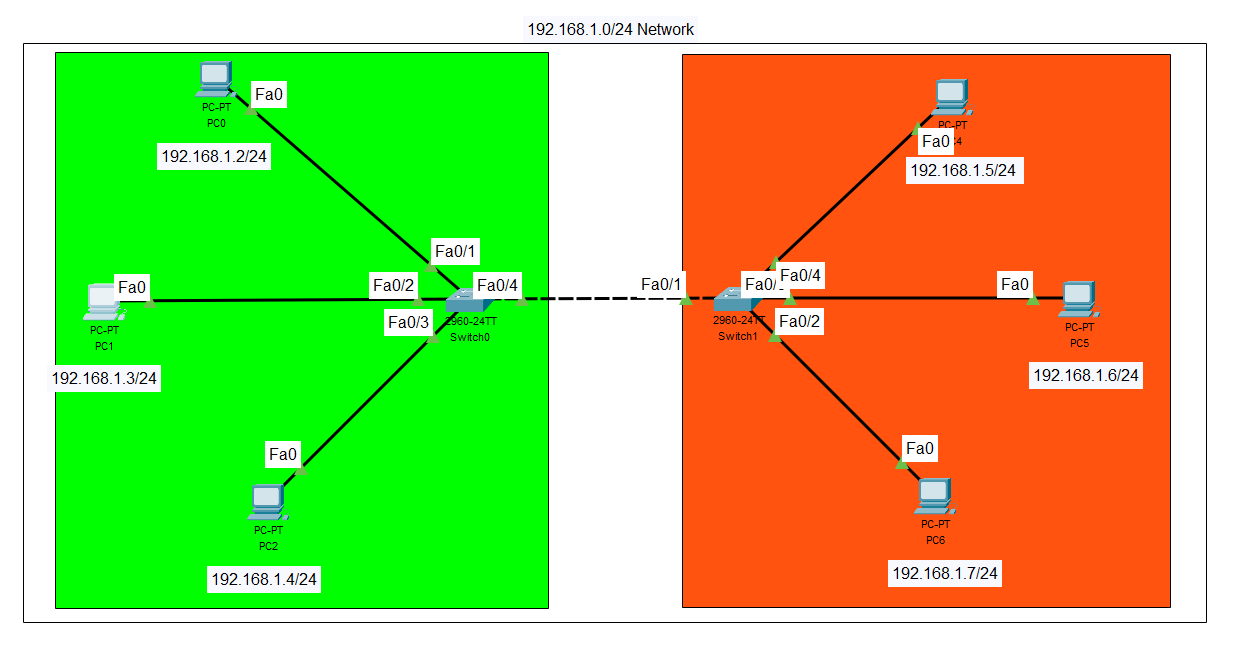 192.168.1.0/24 Network
Fa0
PC-PT
PC0
192.168.1.2/24
Fa0
PC-PT
4
192.168.1.5/24
Fa0/1
Fa0/2
Fa0/4
Fa0/3
2960-24TT
Switch0
Fa0
PC-PT
PC1
192.168.1.3/24
Fa0/1
Fa0/
Fa0/4
Fa0/2
2960-24TT
Switch1
Fa0
PC-PT
PC5
192.168.1.6/24
Fa0
PC-PT
PC2
192.168.1.4/24
Fa0
PC-PT
PC6
192.168.1.7/24